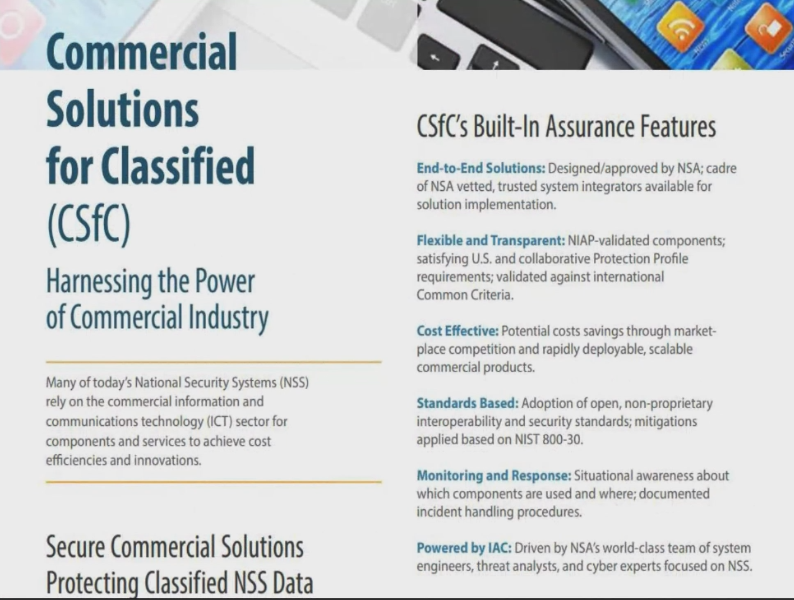 Commercial
Solutions
for Classified
(CSfC)
Harnessing the Power
of Commercial Industry
Many of today's National Security Systems (NSS)
rely on the commercial information and
communications technology (ICT) sector for
components and services to achieve cost
efficiencies and innovations.
Secure Commercial Solutions
Protecting Classified NSS Data
CSfC's Built-In Assurance Features
End-to-End Solutions: Designed/approved by NSA; cadre
of NSA vetted, trusted system integrators available for
solution implementation.
Flexible and Transparent: NIAP-validated components;
satisfying U.S. and collaborative Protection Profile
requirements; validated against international
Common Criteria.
Cost Effective: Potential costs savings through market-
place competition and rapidly deployable, scalable
commercial products.
Standards Based: Adoption of open, non-proprietary
interoperability and security standards; mitigations
applied based on NIST 800-30.
Monitoring and Response: Situational awareness about
which components are used and where; documented
incident handling procedures.
Powered by IAC: Driven by NSA's world-class team of system
engineers, threat analysts, and cyber experts focused on NSS.